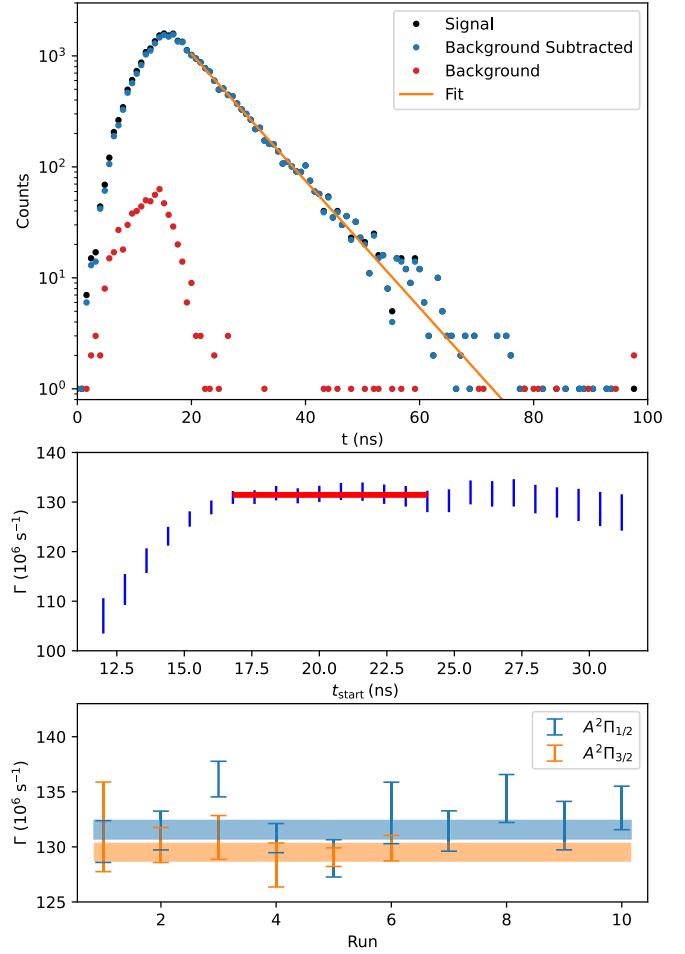 10³
10²
10¹
10⁰
Counts
Signal
Background Subtracted
Background
Fit
0 20 40 60 80 100
t (ns)
140
130
120
110
100
Γ (10⁶ s⁻¹)
12.5 15.0 17.5 20.0 22.5 25.0 27.5 30.0
t_start (ns)
140
135
130
125
Γ (10⁶ s⁻¹)
A²Π₁/₂
A²Π₃/₂
2 4 6 8 10
Run